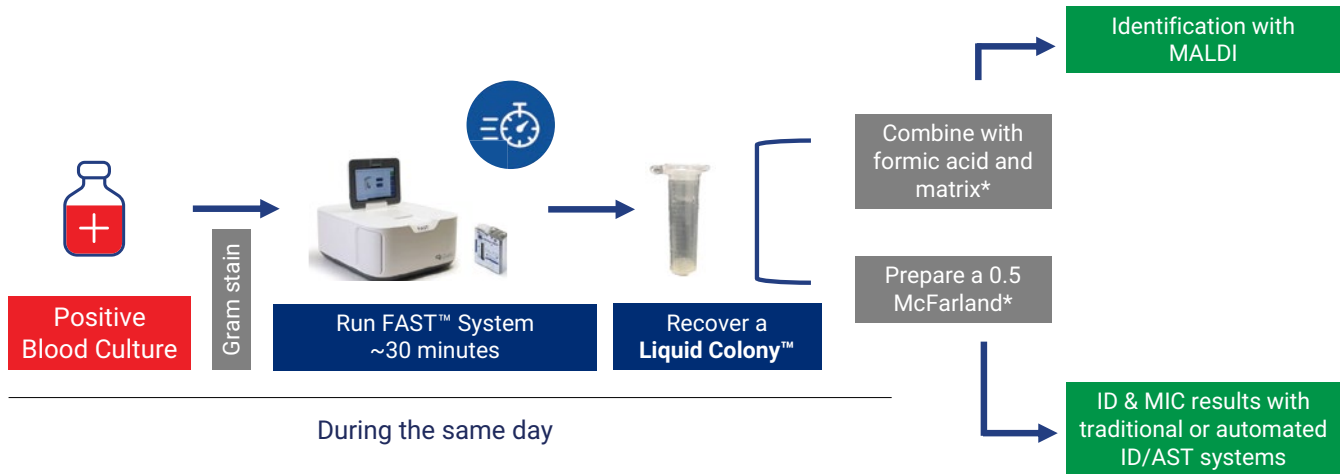 Positive
Blood Culture
Gram stain
Run FAST™ System
~30 minutes
Recover a
Liquid Colony™
Combine with
formic acid and
matrix*
Prepare a 0.5
McFarland*
Identification with
MALDI
ID & MIC results with
traditional or automated
ID/AST systems
During the same day